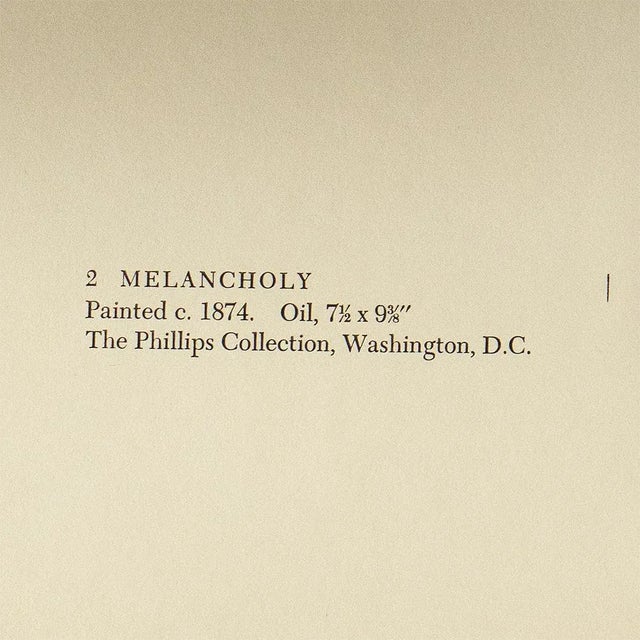 2 MELANCHOLY
Painted c. 1874. Oil, 7½ x 9⅜″
The Phillips Collection, Washington, D.C.